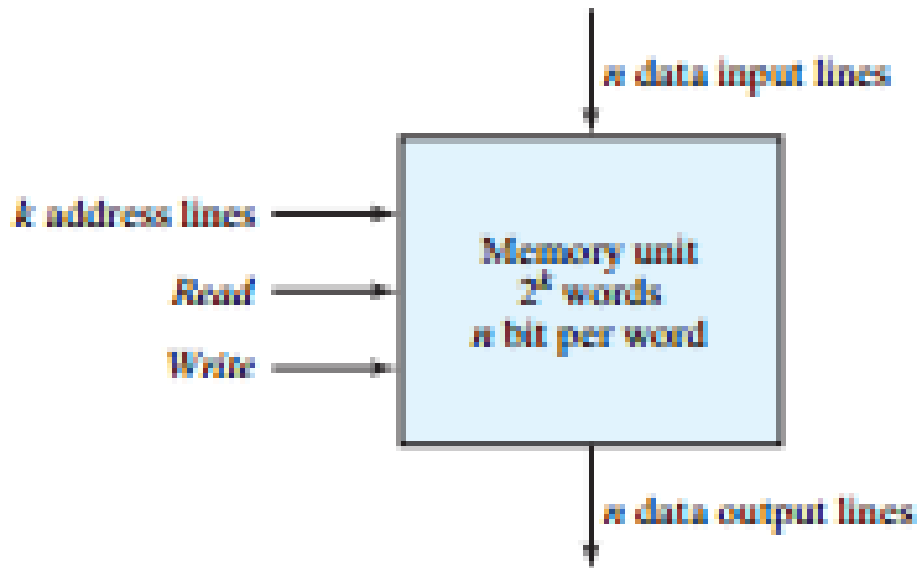 n data input lines
k address lines
Read
Write
Memory unit
2^k words
n bit per word
n data output lines